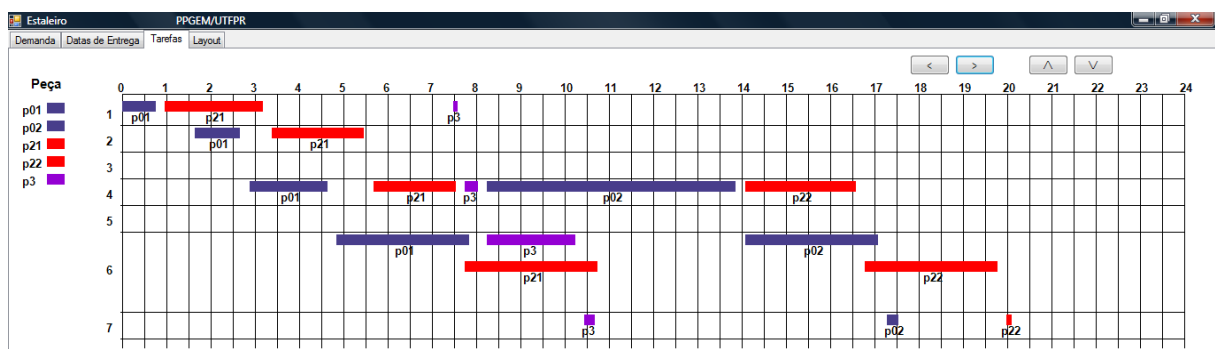 Estaleiro PPGEM/UTFPR
Demanda Datas de Entrega Tarefas Layout
< > Λ V
Peça
0 1 2 3 4 5 6 7 8 9 10 11 12 13 14 15 16 17 18 19 20 21 22 23 24
p01
p02
p21
p22
p3
1 p01 p21 p3
2 p01 p21
3
4 p01 p21 p3 p02 p22
5
p01 p3 p02
6 p21 p22
7 p3 p02 p22